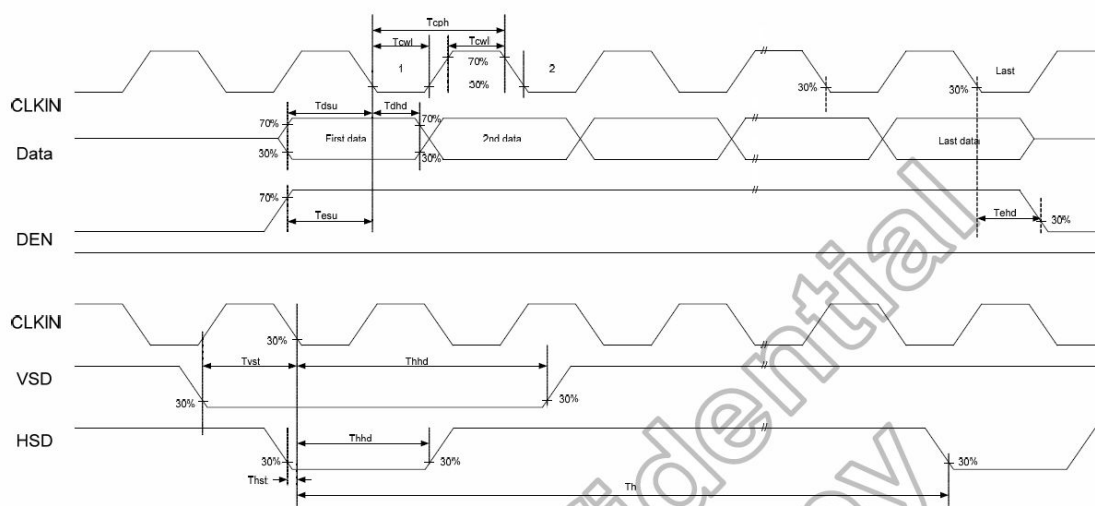 Tcph
Tcwl
Tcwl
1
70%
30%
2
Last
30%
30%
CLKIN
Tdsu
Tdhd
70%
70%
First data
2nd data
Last data
30%
30%
Data
70%
Tesu
Tehd
30%
DEN
CLKIN
30%
Tvst
Thhd
VSD
30%
30%
HSD
Thhd
30%
30%
30%
Thst
Th